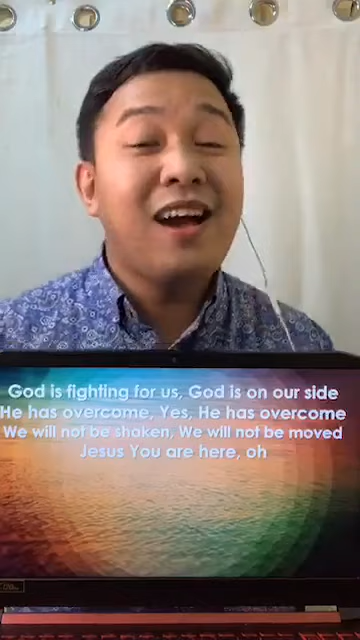 God is fighting for us, God is on our side
He has overcome, Yes, He has overcome
We will not be shaken, We will not be moved
Jesus You are here, oh